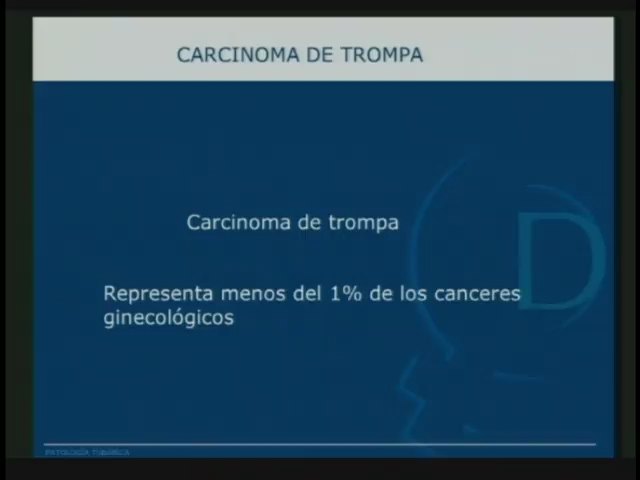 CARCINOMA DE TROMPA
Carcinoma de trompa
Representa menos del 1% de los canceres
ginecológicos
D